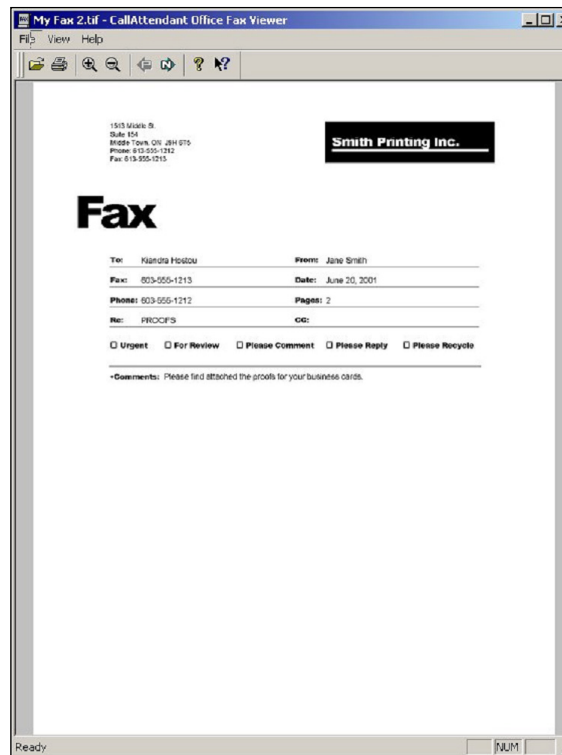 My Fax 2.tif - CallAttendant Office Fax Viewer
File View Help
1513 Middle St.
Suite 154
Middle Town, ON J9H 6T5
Phone: 613-555-1212
Fax: 613-555-1213
Smith Printing Inc.
Fax
To: Kiandra Hostou From: Jane Smith
Fax: 603-555-1213 Date: June 20, 2001
Phone: 603-555-1212 Pages: 2
Re: PROOFS CC:
Urgent For Review Please Comment Please Reply Please Recycle
•Comments: Please find attached the proofs for your business cards.
Ready NUM